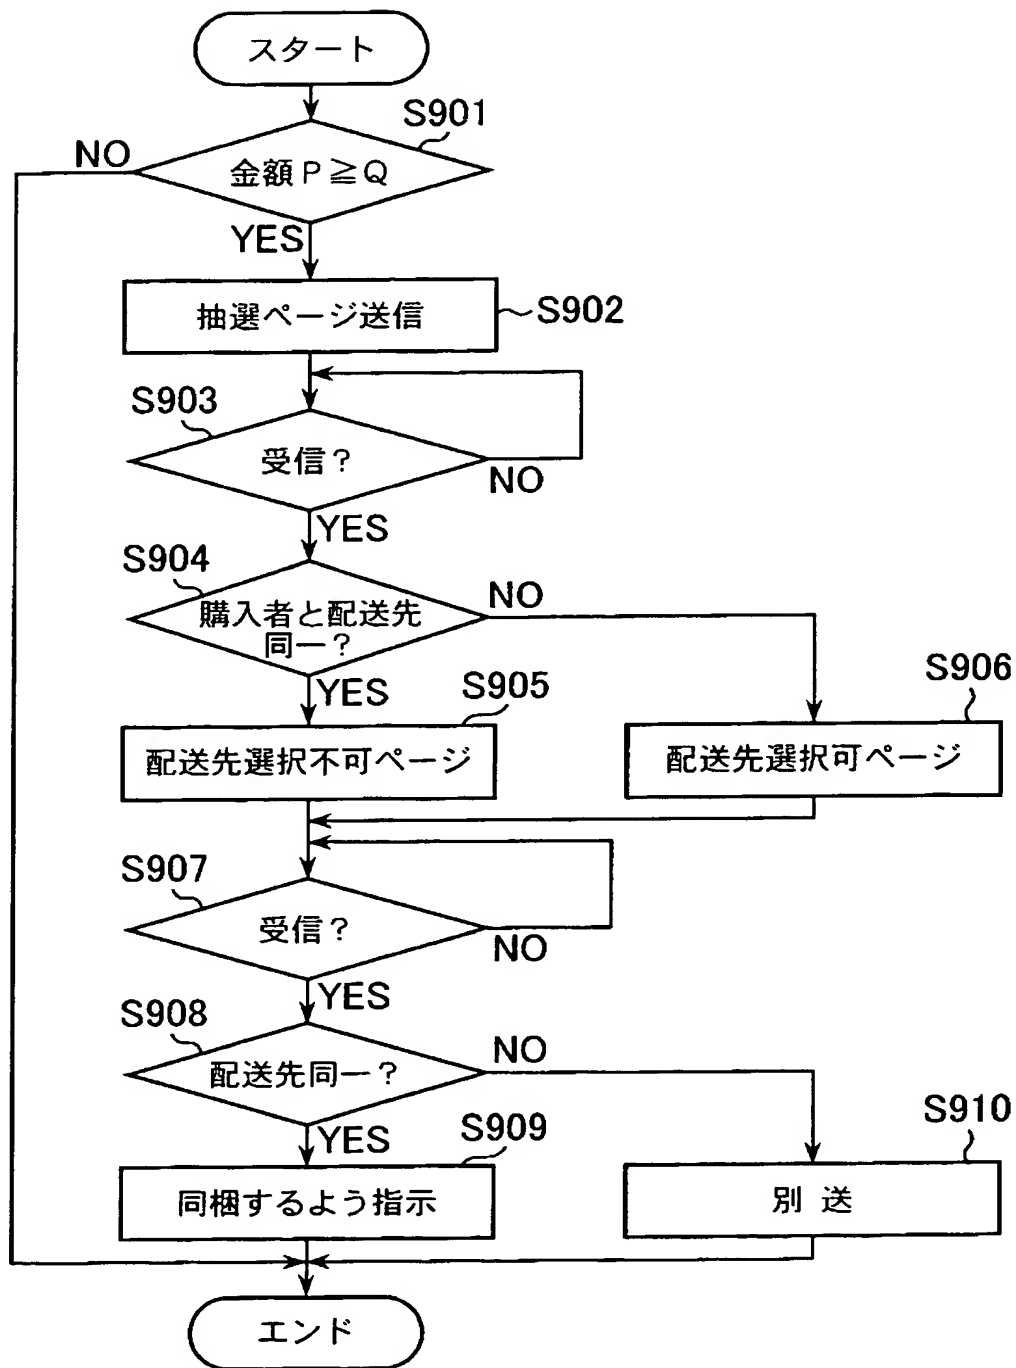 スタート
S901
NO
金額P≧Q
YES
抽選ページ送信
S902
S903
受信?
NO
YES
S904
NO
購入者と配送先
同一?
YES
S905
S906
配送先選択不可ページ
配送先選択可ページ
S907
受信?
NO
YES
S908
NO
配送先同一?
YES
S909
S910
同梱するよう指示
別 送
エンド